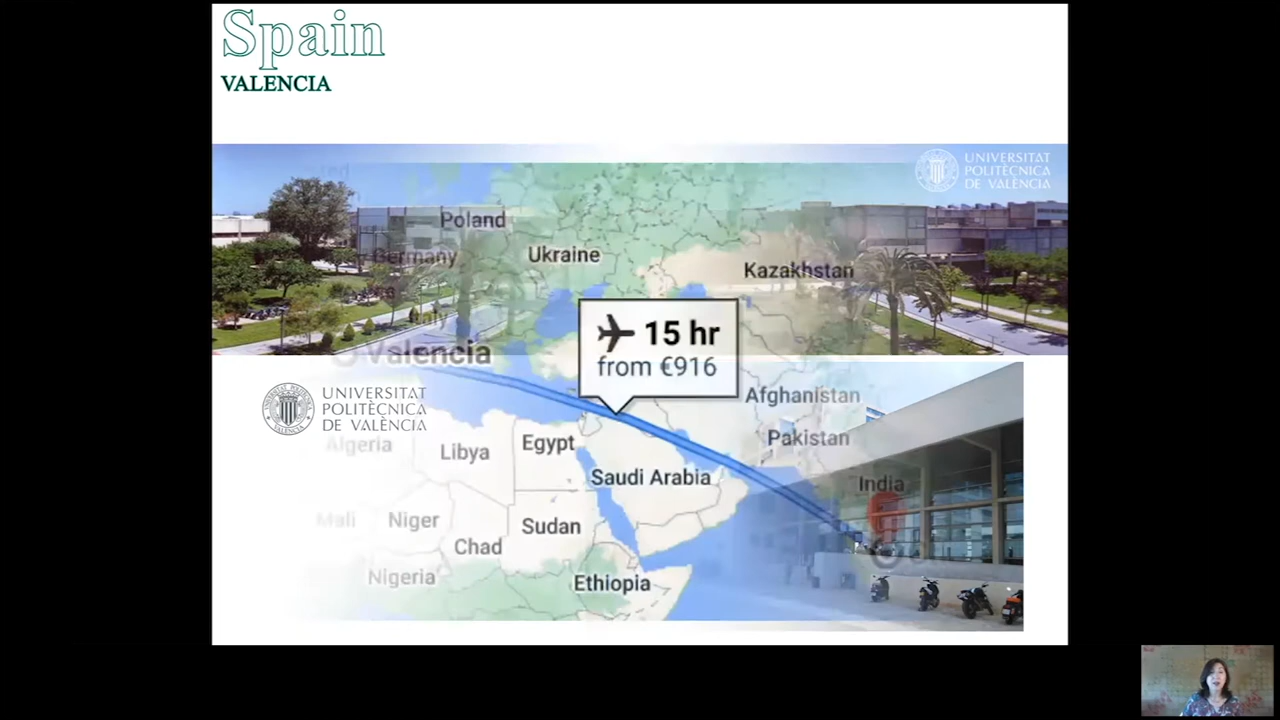 Spain
VALENCIA
UNIVERSITAT
POLITÈCNICA
DE VALÈNCIA
Poland
Germany
Ukraine
Kazakhstan
Italy
15 hr
from €916
Valencia
Afghanistan
UNIVERSITAT
POLITÈCNICA
DE VALÈNCIA
Pakistan
Algeria
Libya
Egypt
Saudi Arabia
India
Mali
Niger
Sudan
Chad
Nigeria
Ethiopia